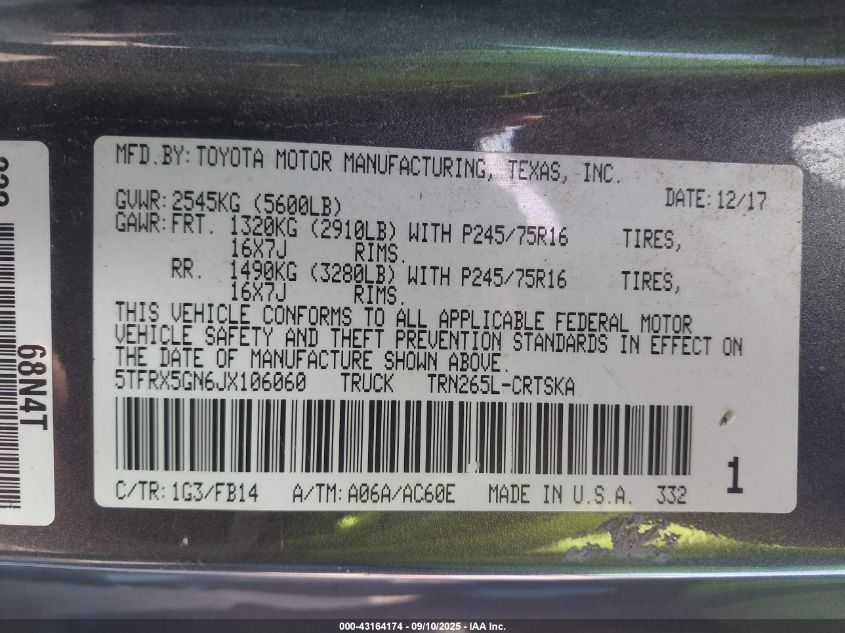 MFD.BY: TOYOTA MOTOR MANUFACTURING, TEXAS, INC.
DATE: 12/17
GVWR: 2545KG (5600LB)
GAWR: FRT. 1320KG (2910LB) WITH P245/75R16 TIRES,
16X7J RIMS.
RR. 1490KG (3280LB) WITH P245/75R16 TIRES,
16X7J RIMS.
THIS VEHICLE CONFORMS TO ALL APPLICABLE FEDERAL MOTOR
VEHICLE SAFETY AND THEFT PREVENTION STANDARDS IN EFFECT ON
THE DATE OF MANUFACTURE SHOWN ABOVE.
5TFRX5GN6JX106060 TRUCK TRN265L-CRTSKA
1
C/TR: 1G3/FB14 A/TM: A06A/AC60E MADE IN U.S.A. 332
68N4T
000-43164174 — 09/10/2025 — IAA Inc.